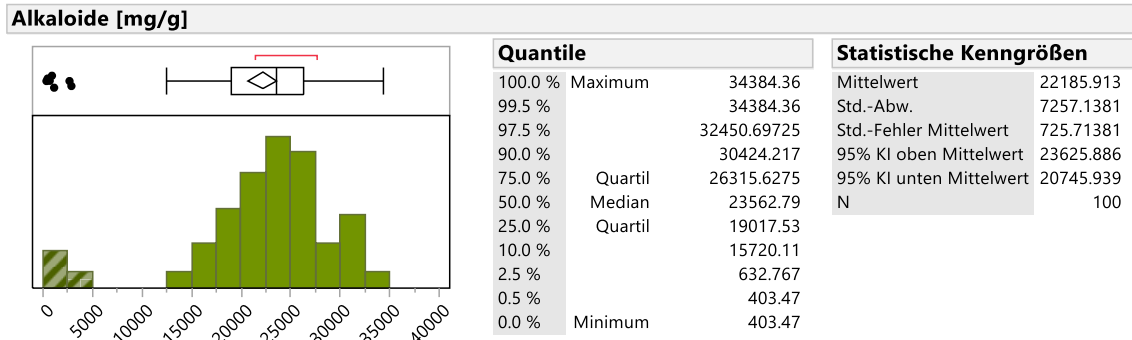 Alkaloide [mg/g]
0 5000 10000 15000 20000 25000 30000 35000 40000
Quantile
100.0 % Maximum 34384.36
99.5 % 34384.36
97.5 % 32450.69725
90.0 % 30424.217
75.0 % Quartil 26315.6275
50.0 % Median 23562.79
25.0 % Quartil 19017.53
10.0 % 15720.11
2.5 % 632.767
0.5 % 403.47
0.0 % Minimum 403.47
Statistische Kenngrößen
Mittelwert 22185.913
Std.-Abw. 7257.1381
Std.-Fehler Mittelwert 725.71381
95% KI oben Mittelwert 23625.886
95% KI unten Mittelwert 20745.939
N 100